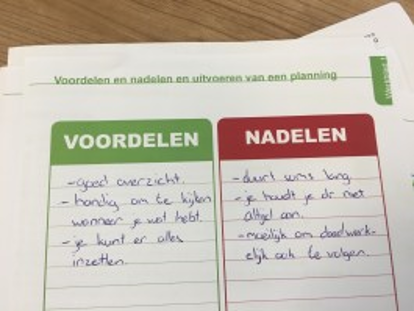 Voordelen en nadelen en uitvoeren van een planning
VOORDELEN
- goed overzicht.
- handig om te kijken
wanneer je wat hebt.
- je kunt er alles
inzetten.
NADELEN
- duurt soms lang
- je houdt je er niet
altijd aan.
- moeilijk om daadwerk-
elijk ook te volgen.